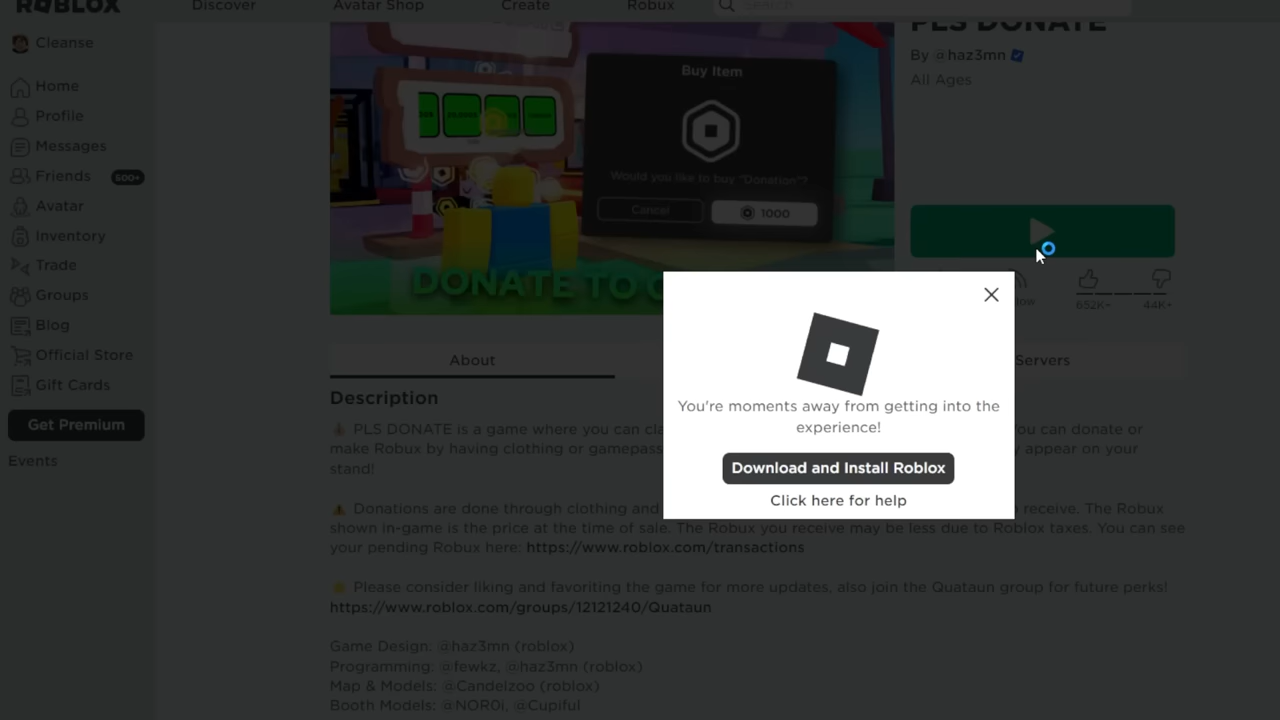 ROBLOX
Discover
Avatar Shop
Create
Robux
Search
Cleanse
Home
Profile
Messages
Friends
500+
Avatar
Inventory
Trade
Groups
Blog
Official Store
Gift Cards
Get Premium
Events
Buy Item
Would you like to buy "Donation"?
Cancel
1000
DONATE TO
PLS DONATE
By @haz3mn
All Ages
652K+
44K+
You're moments away from getting into the
experience!
Download and Install Roblox
Click here for help
About
Servers
Description
PLS DONATE is a game where you can ou can donate or
make Robux by having clothing or gamepass appear on your
stand!
⚠ Donations are done through clothing and receive. The Robux
shown in-game is the price at the time of sale. The Robux you receive may be less due to Roblox taxes. You can see
your pending Robux here: https://www.roblox.com/transactions
Please consider liking and favoriting the game for more updates, also join the Quataun group for future perks!
https://www.roblox.com/groups/12121240/Quataun
Game Design: @haz3mn (roblox)
Programming: @fewkz, @haz3mn (roblox)
Map & Models: @Candelzoo (roblox)
Booth Models: @NOR0i, @Cupiful